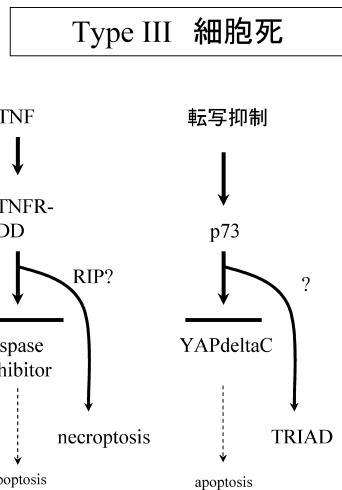 Type III 細胞死
TNF
転写抑制
TNFR-
DD
p73
RIP?
?
spase
hibitor
YAPdeltaC
necroptosis
TRIAD
poptosis
apoptosis